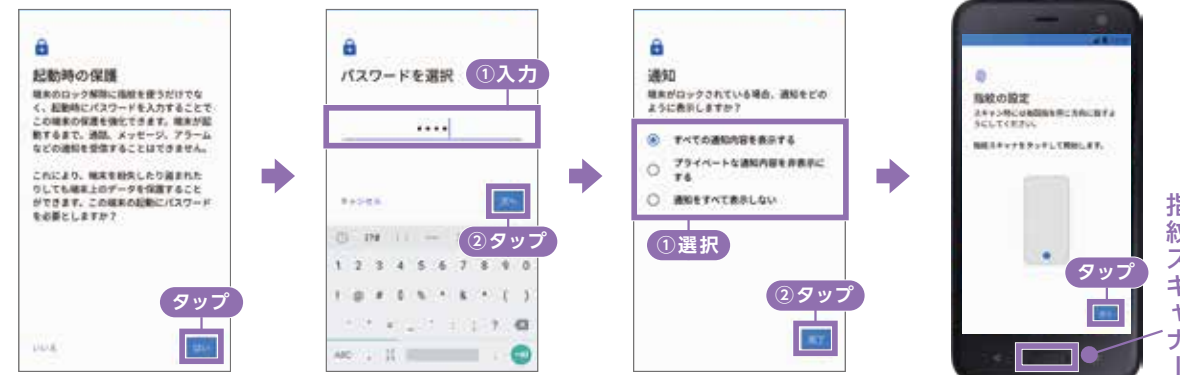 起動時の保護
端末のロック解除に指紋を使うだけでな
く、起動時にパスワードを入力することで
この端末の保護を強化できます。端末が起
動するまで、通話、メッセージ、アラーム
などの通知を受信することはできません。
これにより、端末を紛失したり盗まれた
りしても端末上のデータを保護すること
ができます。この端末の起動にパスワード
を必要としますか？
タップ
いいえ
はい
パスワードを選択
①入力
••••
キャンセル
次へ
②タップ
1 2 3 4 5 6 7 8 9 0
ABC
通知
端末がロックされている場合、通知をどの
ように表示しますか？
すべての通知内容を表示する
プライベートな通知内容を非表示に
する
通知をすべて表示しない
①選択
②タップ
完了
指紋の設定
指紋スキャナをタッチして開始します。
タップ
指紋スキャナー